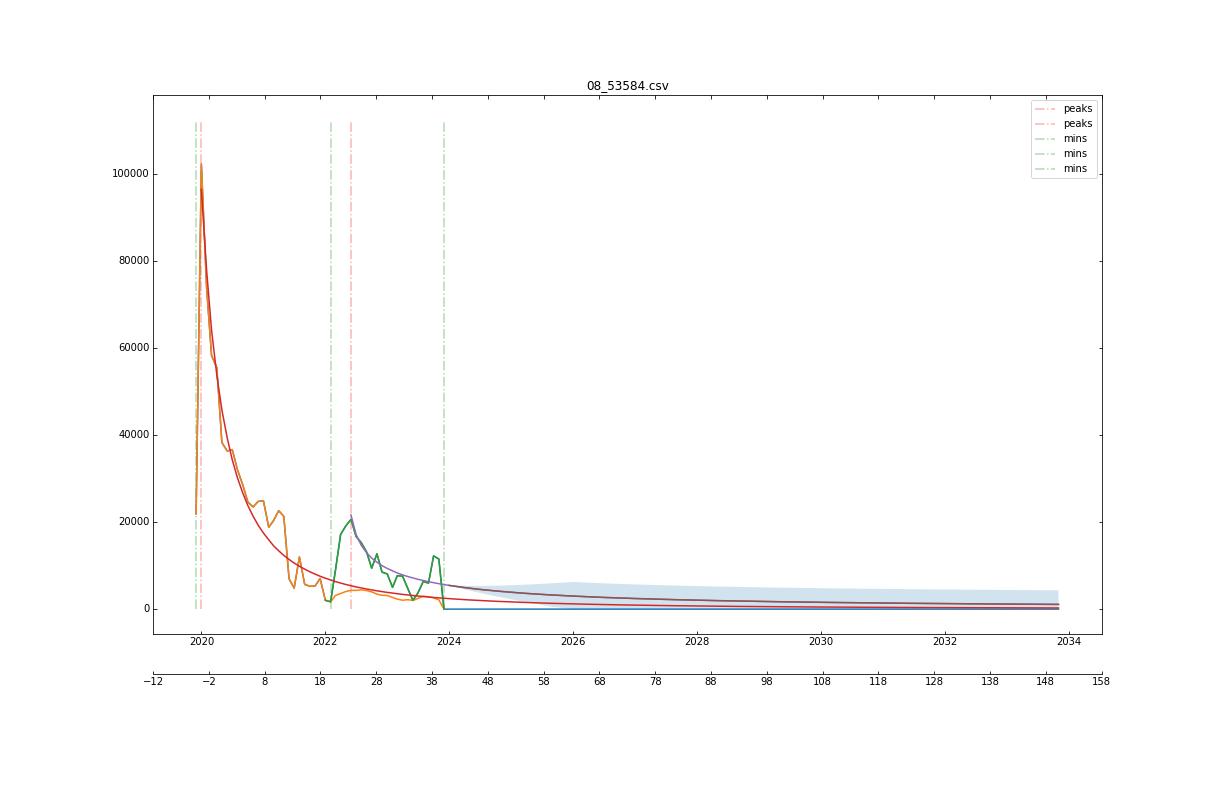 08_53584.csv
peaks
peaks
mins
mins
mins
100000
80000
60000
40000
20000
0
2020 2022 2024 2026 2028 2030 2032 2034
−12 −2 8 18 28 38 48 58 68 78 88 98 108 118 128 138 148 158